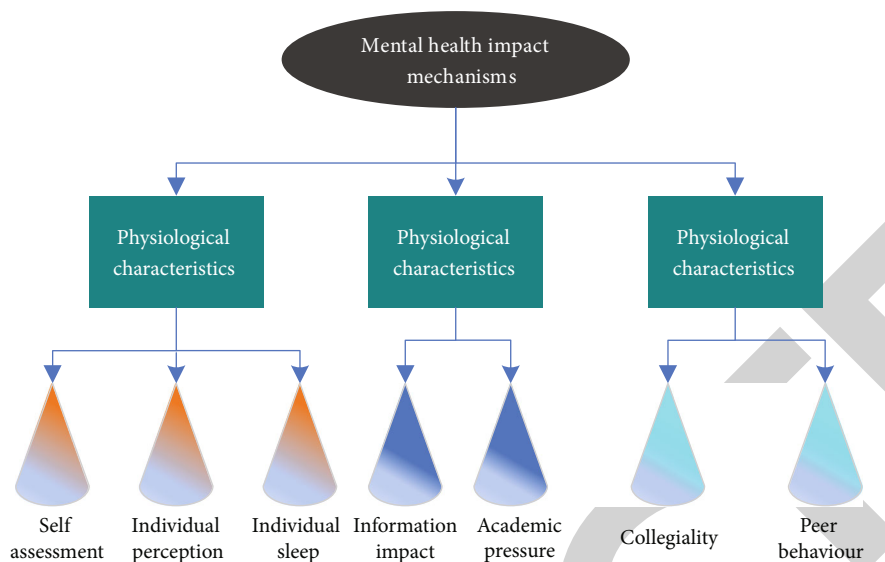 Mental health impact
mechanisms
Physiological
characteristics
Physiological
characteristics
Physiological
characteristics
Self
assessment
Individual
perception
Individual
sleep
Information
impact
Academic
pressure
Collegiality
Peer
behaviour